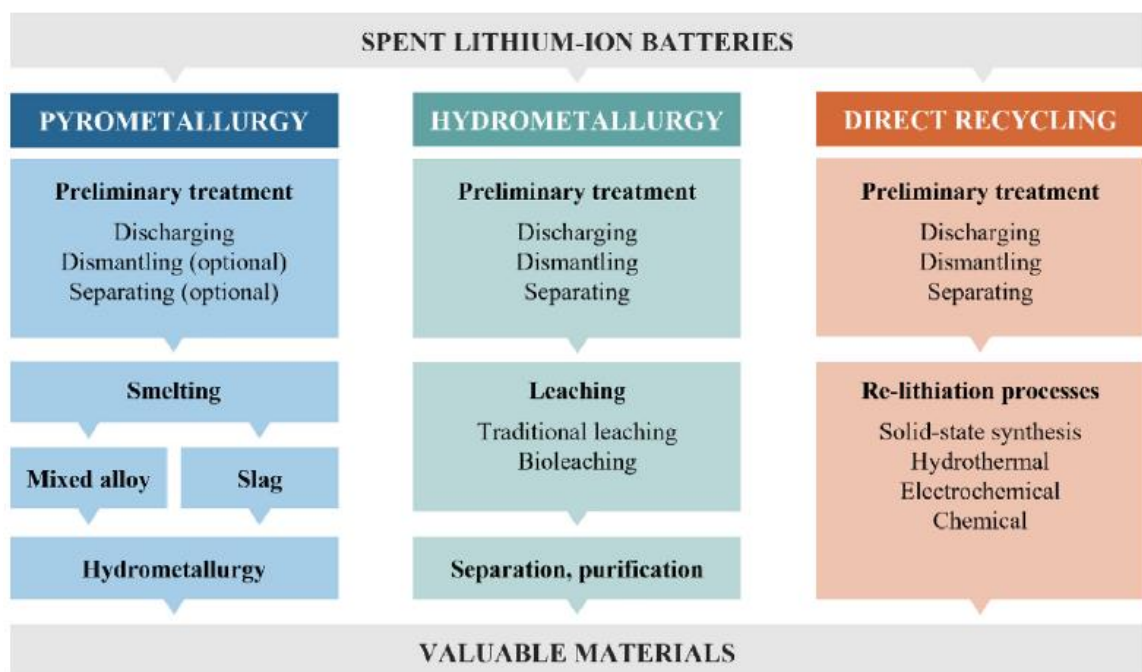 SPENT LITHIUM-ION BATTERIES
PYROMETALLURGY
Preliminary treatment
Discharging
Dismantling (optional)
Separating (optional)
Smelting
Mixed alloy
Slag
Hydrometallurgy
HYDROMETALLURGY
Preliminary treatment
Discharging
Dismantling
Separating
Leaching
Traditional leaching
Bioleaching
Separation, purification
DIRECT RECYCLING
Preliminary treatment
Discharging
Dismantling
Separating
Re-lithiation processes
Solid-state synthesis
Hydrothermal
Electrochemical
Chemical
VALUABLE MATERIALS